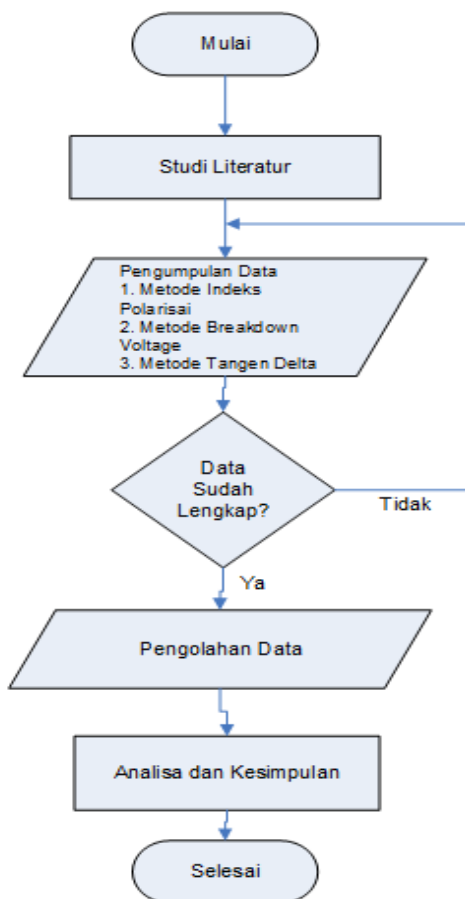 Mulai
Studi Literatur
Pengumpulan Data
1. Metode Indeks
Polarisai
2. Metode Breakdown
Voltage
3. Metode Tangen Delta
Data
Sudah
Lengkap?
Tidak
Ya
Pengolahan Data
Analisa dan Kesimpulan
Selesai